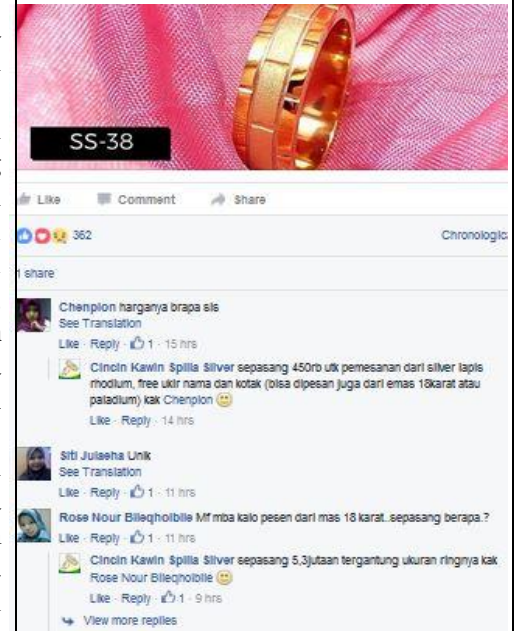 SS-38
Like Comment Share
362 Chronologic
1 share
Chenpion harganya brapa sis
See Translation
Like · Reply · 1 · 15 hrs
Cincin Kawin Spilla Silver sepasang 450rb utk pemesanan dari silver lapis
rhodium, free ukir nama dan kotak (bisa dipesan juga dari emas 18karat atau
paladium) kak Chenpion
Like · Reply · 14 hrs
Siti Julaeha Unik
See Translation
Like · Reply · 1 · 11 hrs
Rose Nour Bileqholbile Mf mba kalo pesen dari mas 18 karat..sepasang berapa.?
Like · Reply · 1 · 11 hrs
Cincin Kawin Spilla Silver sepasang 5,3jutaan tergantung ukuran ringnya kak
Rose Nour Bileqholbile
Like · Reply · 1 · 9 hrs
View more replies